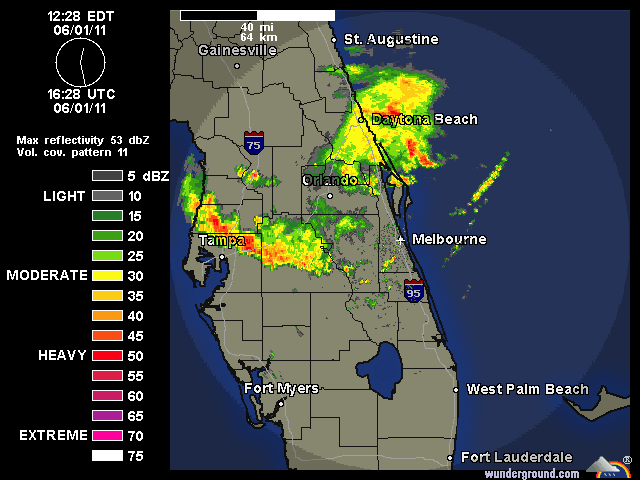 12:28 EDT
06/01/11
16:28 UTC
06/01/11
Max reflectivity 53 dbZ
Vol. cov. pattern 11
5 dBZ
LIGHT 10
15
20
25
MODERATE 30
35
40
45
HEAVY 50
55
60
65
EXTREME 70
75
40 mi
64 km
St. Augustine
Gainesville
Daytona Beach
75
Orlando
Tampa
Melbourne
95
Fort Myers
West Palm Beach
Fort Lauderdale
wunderground.com
®